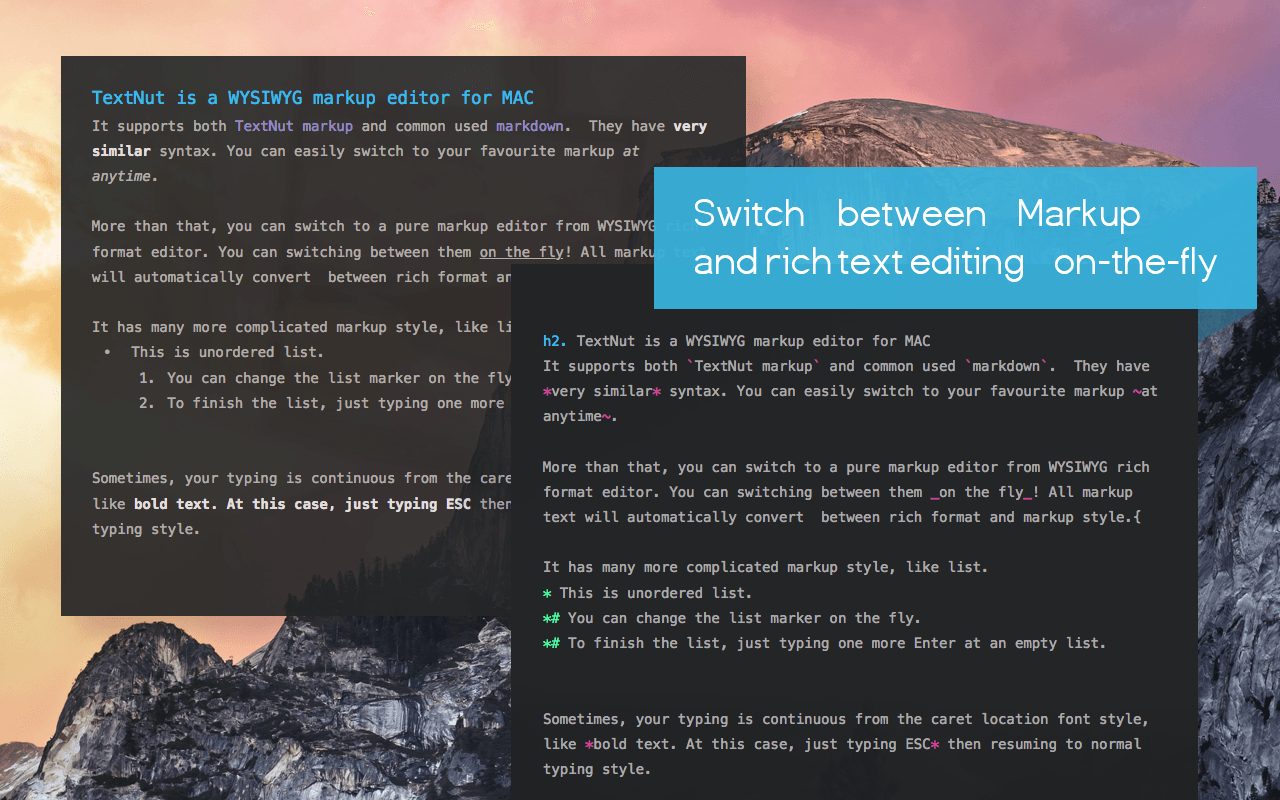 TextNut is a WYSIWYG markup editor for MAC
It supports both TextNut markup and common used markdown.  They have very
similar syntax. You can easily switch to your favourite markup at
anytime.
More than that, you can switch to a pure markup editor from WYSIWYG rich
format editor. You can switching between them on the fly! All markup text
will automatically convert  between rich format an
It has many more complicated markup style, like li
• This is unordered list.
1. You can change the list marker on the fly
2. To finish the list, just typing one more
Sometimes, your typing is continuous from the care
like bold text. At this case, just typing ESC then
typing style.
Switch between Markup
and rich text editing on-the-fly
h2. TextNut is a WYSIWYG markup editor for MAC
It supports both `TextNut markup` and common used `markdown`.  They have
*very similar* syntax. You can easily switch to your favourite markup ~at
anytime~.
More than that, you can switch to a pure markup editor from WYSIWYG rich
format editor. You can switching between them _on the fly_! All markup
text will automatically convert  between rich format and markup style.{
It has many more complicated markup style, like list.
* This is unordered list.
*# You can change the list marker on the fly.
*# To finish the list, just typing one more Enter at an empty list.
Sometimes, your typing is continuous from the caret location font style,
like *bold text. At this case, just typing ESC* then resuming to normal
typing style.